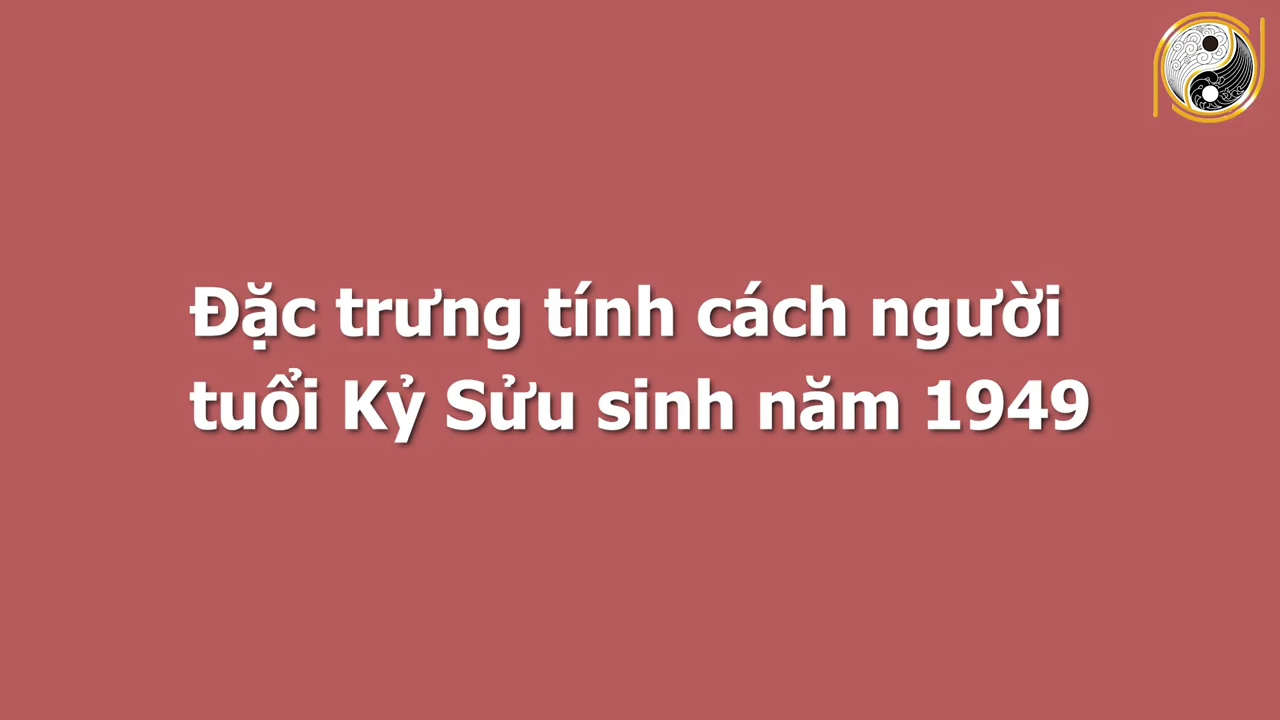 Đặc trưng tính cách người
tuổi Kỷ Sửu sinh năm 1949